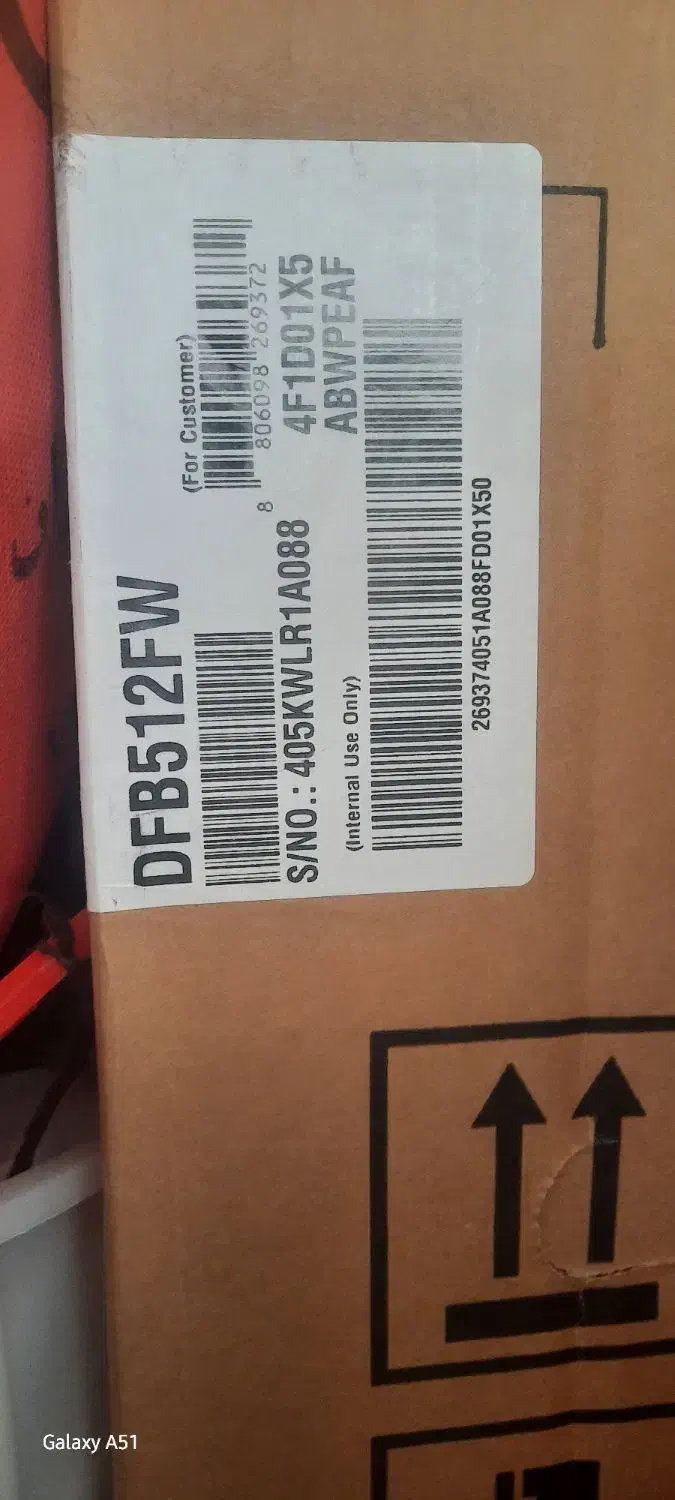 DFB512FW
(For Customer)
8 806098 269372
S/NO.: 405KWLR1A088
4F1D01X5
ABWPEAF
(Internal Use Only)
269374051A088FD01X50
Galaxy A51